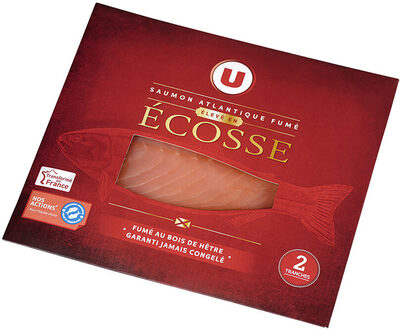 U
SAUMON ATLANTIQUE FUMÉ
ÉLEVÉ EN
ÉCOSSE
Transformé
en
France
NOS
ACTIONS*
FUMÉ AU BOIS DE HÊTRE
GARANTI JAMAIS CONGELÉ
2
TRANCHES